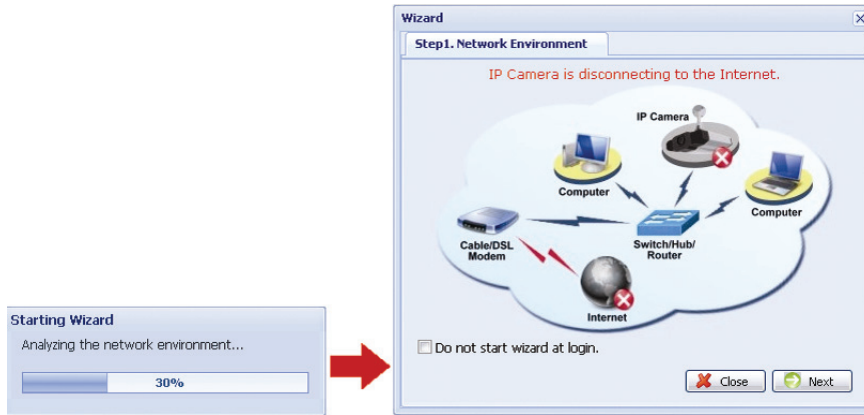 Starting Wizard
Analyzing the network environment...
30%
Wizard
Step1. Network Environment
IP Camera is disconnecting to the Internet.
IP Camera
Computer
Computer
Cable/DSL
Modem
Switch/Hub/
Router
Internet
Do not start wizard at login.
Close
Next